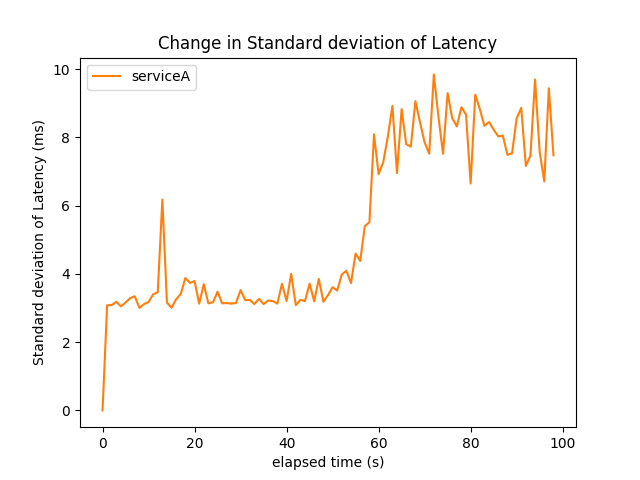 Change in Standard deviation of Latency
serviceA
Standard deviation of Latency (ms)
10
8
6
4
2
0
0 20 40 60 80 100
elapsed time (s)